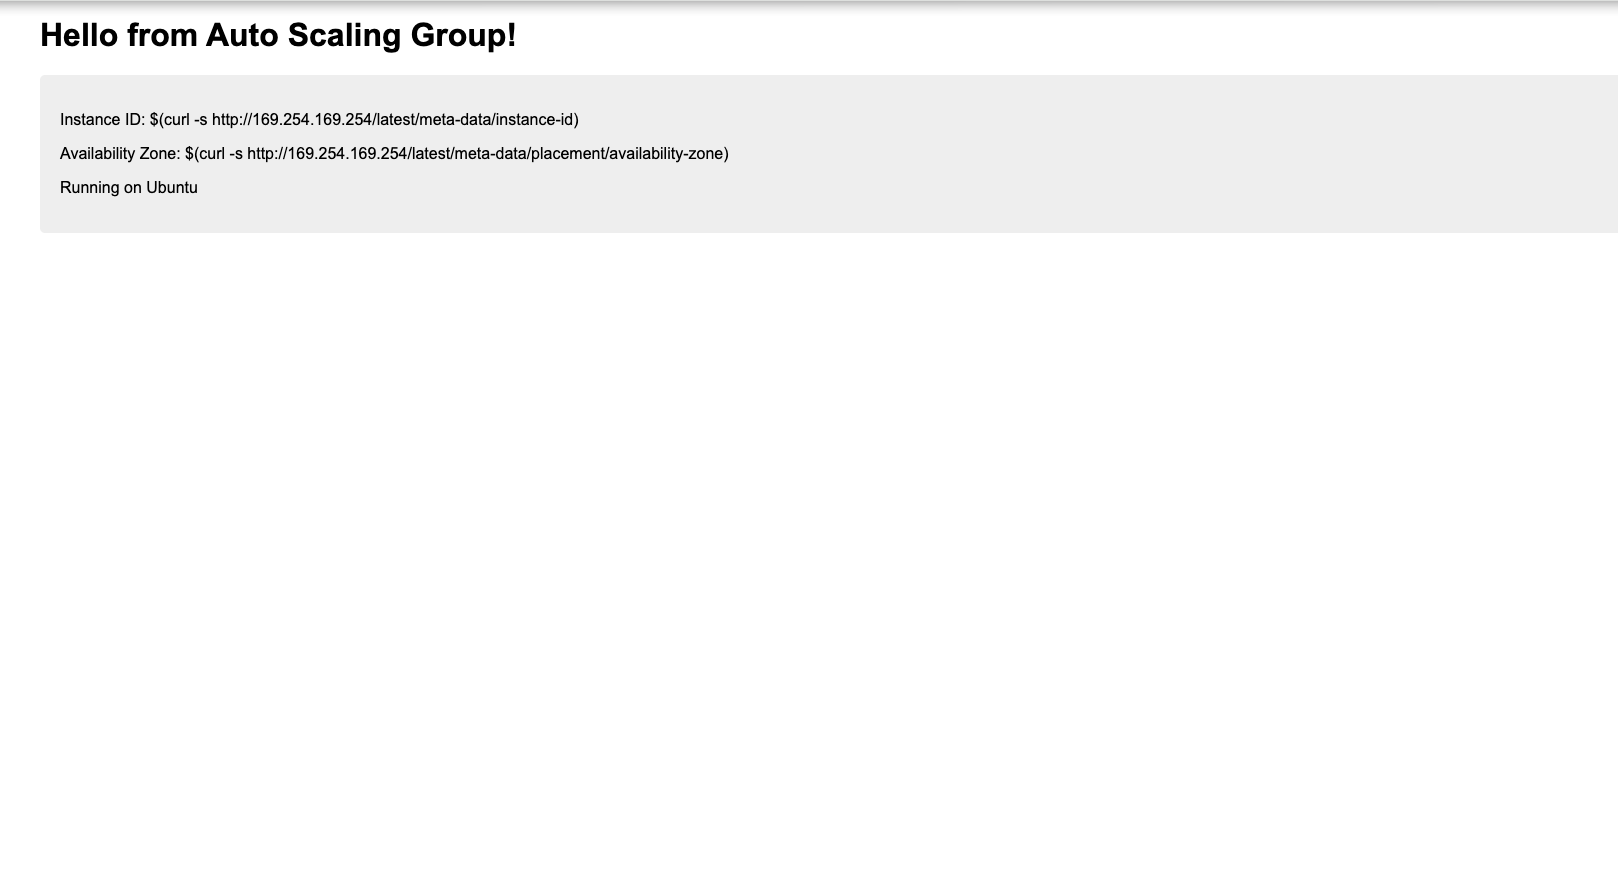 Hello from Auto Scaling Group!
Instance ID: $(curl -s http://169.254.169.254/latest/meta-data/instance-id)
Availability Zone: $(curl -s http://169.254.169.254/latest/meta-data/placement/availability-zone)
Running on Ubuntu